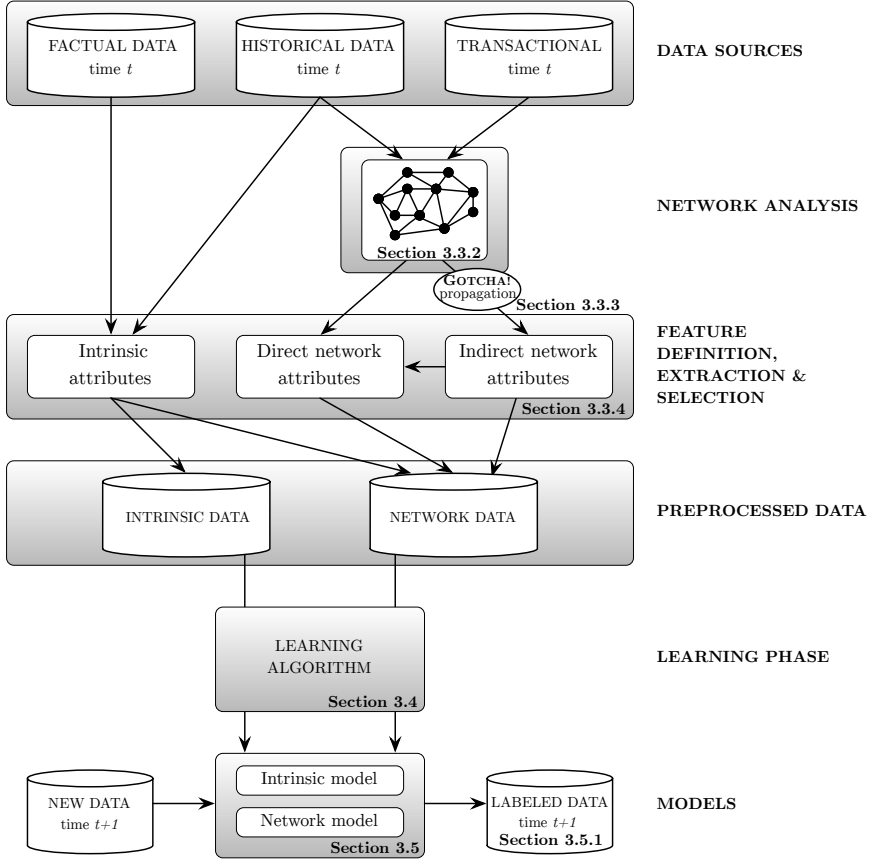 FACTUAL DATA
time t
HISTORICAL DATA
time t
TRANSACTIONAL
time t
DATA SOURCES
Section 3.3.2
NETWORK ANALYSIS
GOTCHA!
propagation
Section 3.3.3
Intrinsic
attributes
Direct network
attributes
Indirect network
attributes
Section 3.3.4
FEATURE
DEFINITION,
EXTRACTION &
SELECTION
INTRINSIC DATA
NETWORK DATA
PREPROCESSED DATA
LEARNING
ALGORITHM
Section 3.4
LEARNING PHASE
NEW DATA
time t+1
Intrinsic model
Network model
Section 3.5
LABELED DATA
time t+1
Section 3.5.1
MODELS